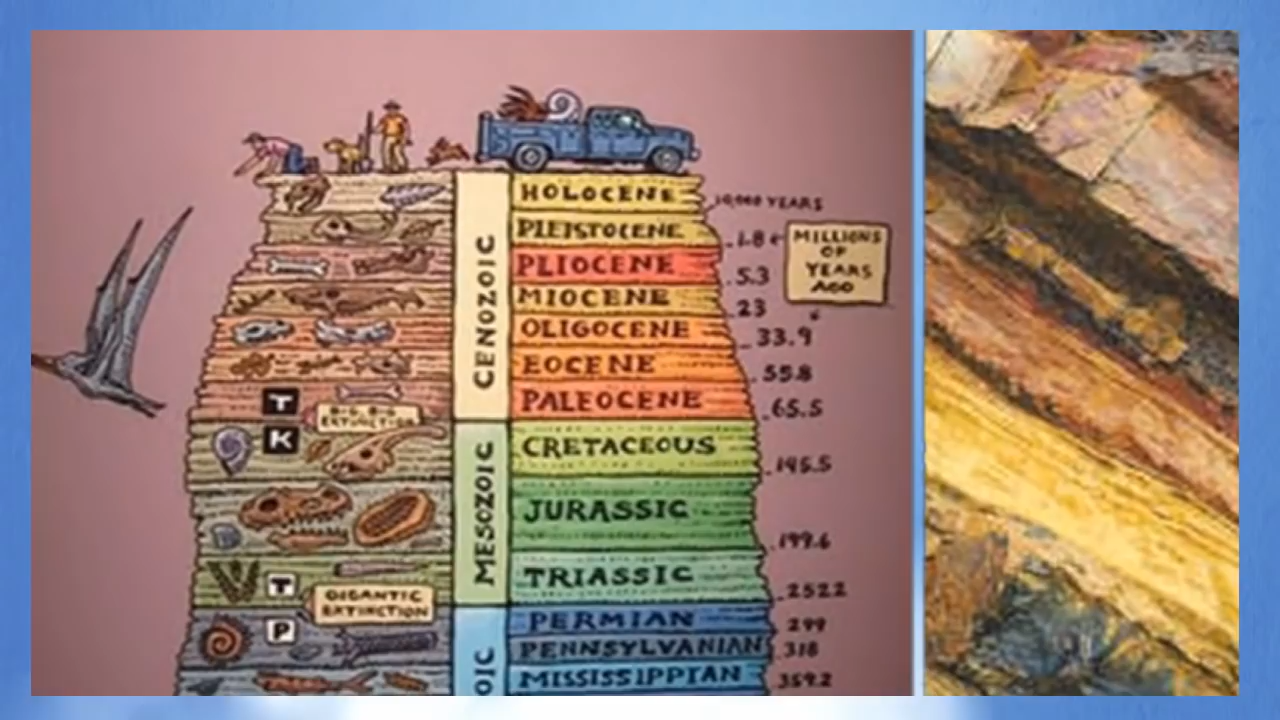 HOLOCENE
10,000 YEARS
CENOZOIC
PLEISTOCENE
1.8
MILLIONS
OF
YEARS
AGO
PLIOCENE
5.3
MIOCENE
23
OLIGOCENE
33.9
EOCENE
55.8
T
PALEOCENE
65.5
BIG BIG
EXTINCTION
K
MESOZOIC
CRETACEOUS
145.5
JURASSIC
199.6
T
TRIASSIC
2522
GIGANTIC
EXTINCTION
P
PERMIAN
299
OIC
PENNSYLVANIAN
318
MISSISSIPPIAN
359.2